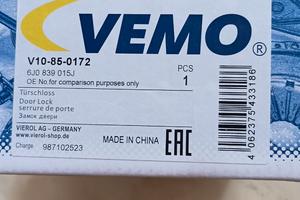 VEMO®
V10-85-0172
6J0 839 015J
OE No.for comparison purposes only
PCS
1
Türschloss
Door Lock
serrure de porte
Замок двери
VIEROL AG – GERMANY
www.vierol-shop.de
MADE IN CHINA
EAC
Charge 987102523
4 062375 433186